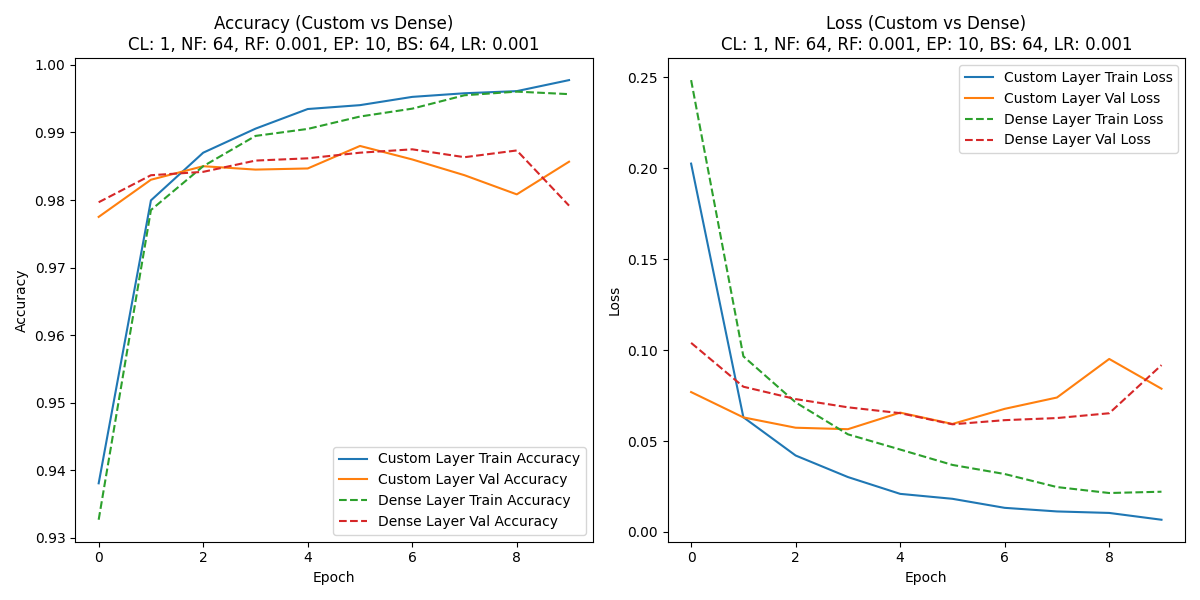 Accuracy (Custom vs Dense)
CL: 1, NF: 64, RF: 0.001, EP: 10, BS: 64, LR: 0.001
1.00
0.99
0.98
0.97
0.96
0.95
0.94
0.93
Accuracy
0
2
4
6
8
Epoch
Custom Layer Train Accuracy
Custom Layer Val Accuracy
Dense Layer Train Accuracy
Dense Layer Val Accuracy
Loss (Custom vs Dense)
CL: 1, NF: 64, RF: 0.001, EP: 10, BS: 64, LR: 0.001
0.25
0.20
0.15
0.10
0.05
0.00
Loss
0
2
4
6
8
Epoch
Custom Layer Train Loss
Custom Layer Val Loss
Dense Layer Train Loss
Dense Layer Val Loss